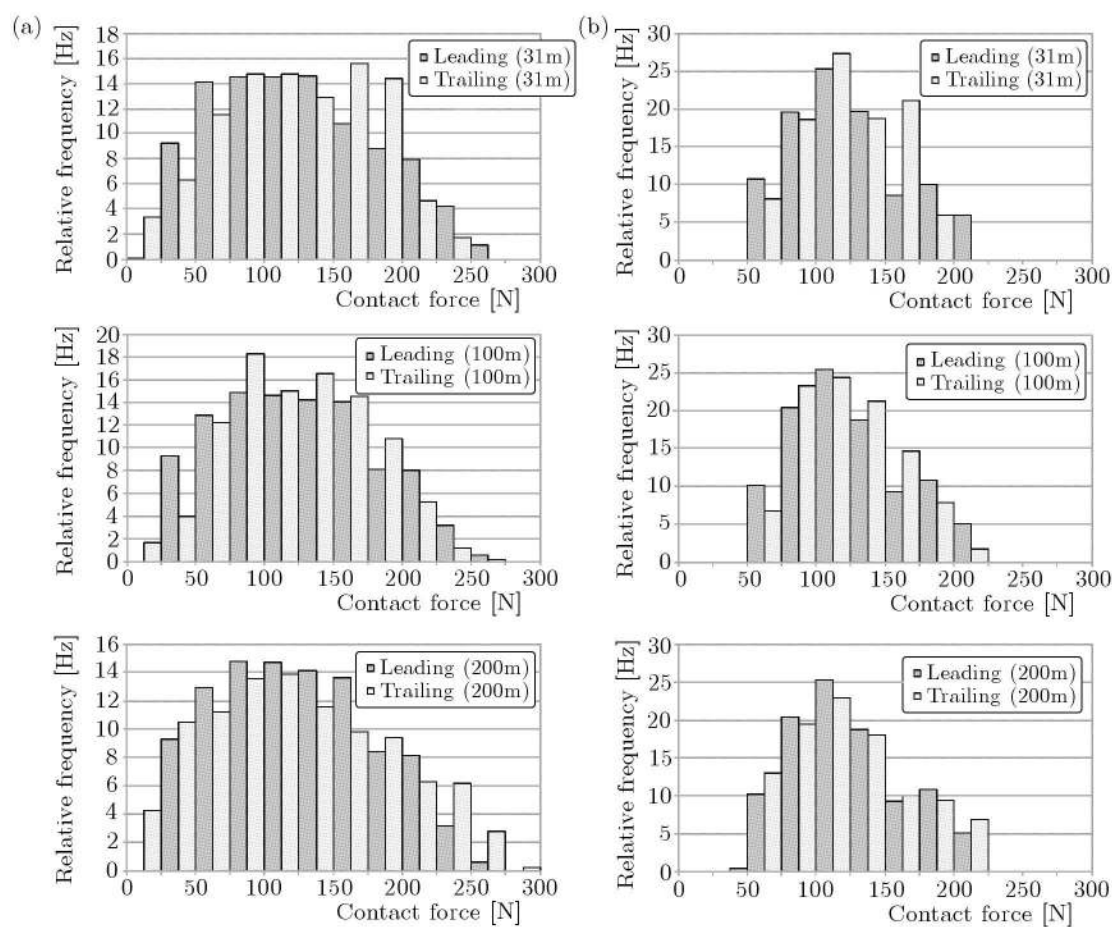 (a)
Relative frequency [Hz]
18
16
14
12
10
8
6
4
2
0
Leading (31m)
Trailing (31m)
0 50 100 150 200 250 300
Contact force [N]
(b)
Relative frequency [Hz]
30
25
20
15
10
5
0
Leading (31m)
Trailing (31m)
0 50 100 150 200 250 300
Contact force [N]
Relative frequency [Hz]
20
18
16
14
12
10
8
6
4
2
0
Leading (100m)
Trailing (100m)
0 50 100 150 200 250 300
Contact force [N]
Relative frequency [Hz]
30
25
20
15
10
5
0
Leading (100m)
Trailing (100m)
0 50 100 150 200 250 300
Contact force [N]
Relative frequency [Hz]
16
14
12
10
8
6
4
2
0
Leading (200m)
Trailing (200m)
0 50 100 150 200 250 300
Contact force [N]
Relative frequency [Hz]
30
25
20
15
10
5
0
Leading (200m)
Trailing (200m)
0 50 100 150 200 250 300
Contact force [N]